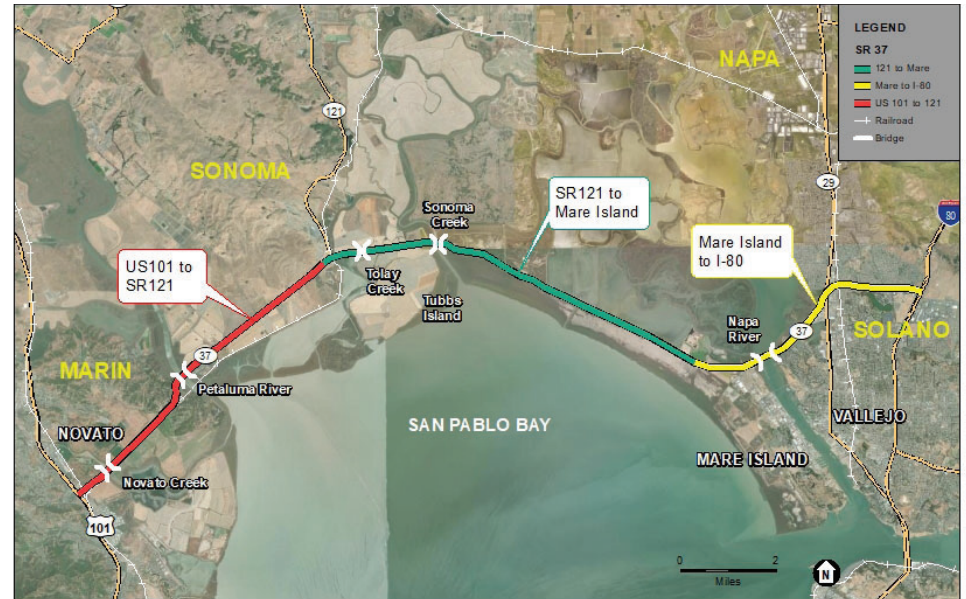 LEGEND
SR 37
121 to Mare
Mare to I-80
US 101 to 121
Railroad
Bridge
NAPA
121
SONOMA
29
80
SR121 to
Mare Island
Sonoma
Creek
Mare Island
to I-80
US101 to
SR121
Tolay
Creek
Tubbs
Island
Napa
River
37
SOLANO
37
MARIN
Petaluma River
SAN PABLO BAY
VALLEJO
NOVATO
MARE ISLAND
Novato Creek
101
0 2
Miles
N